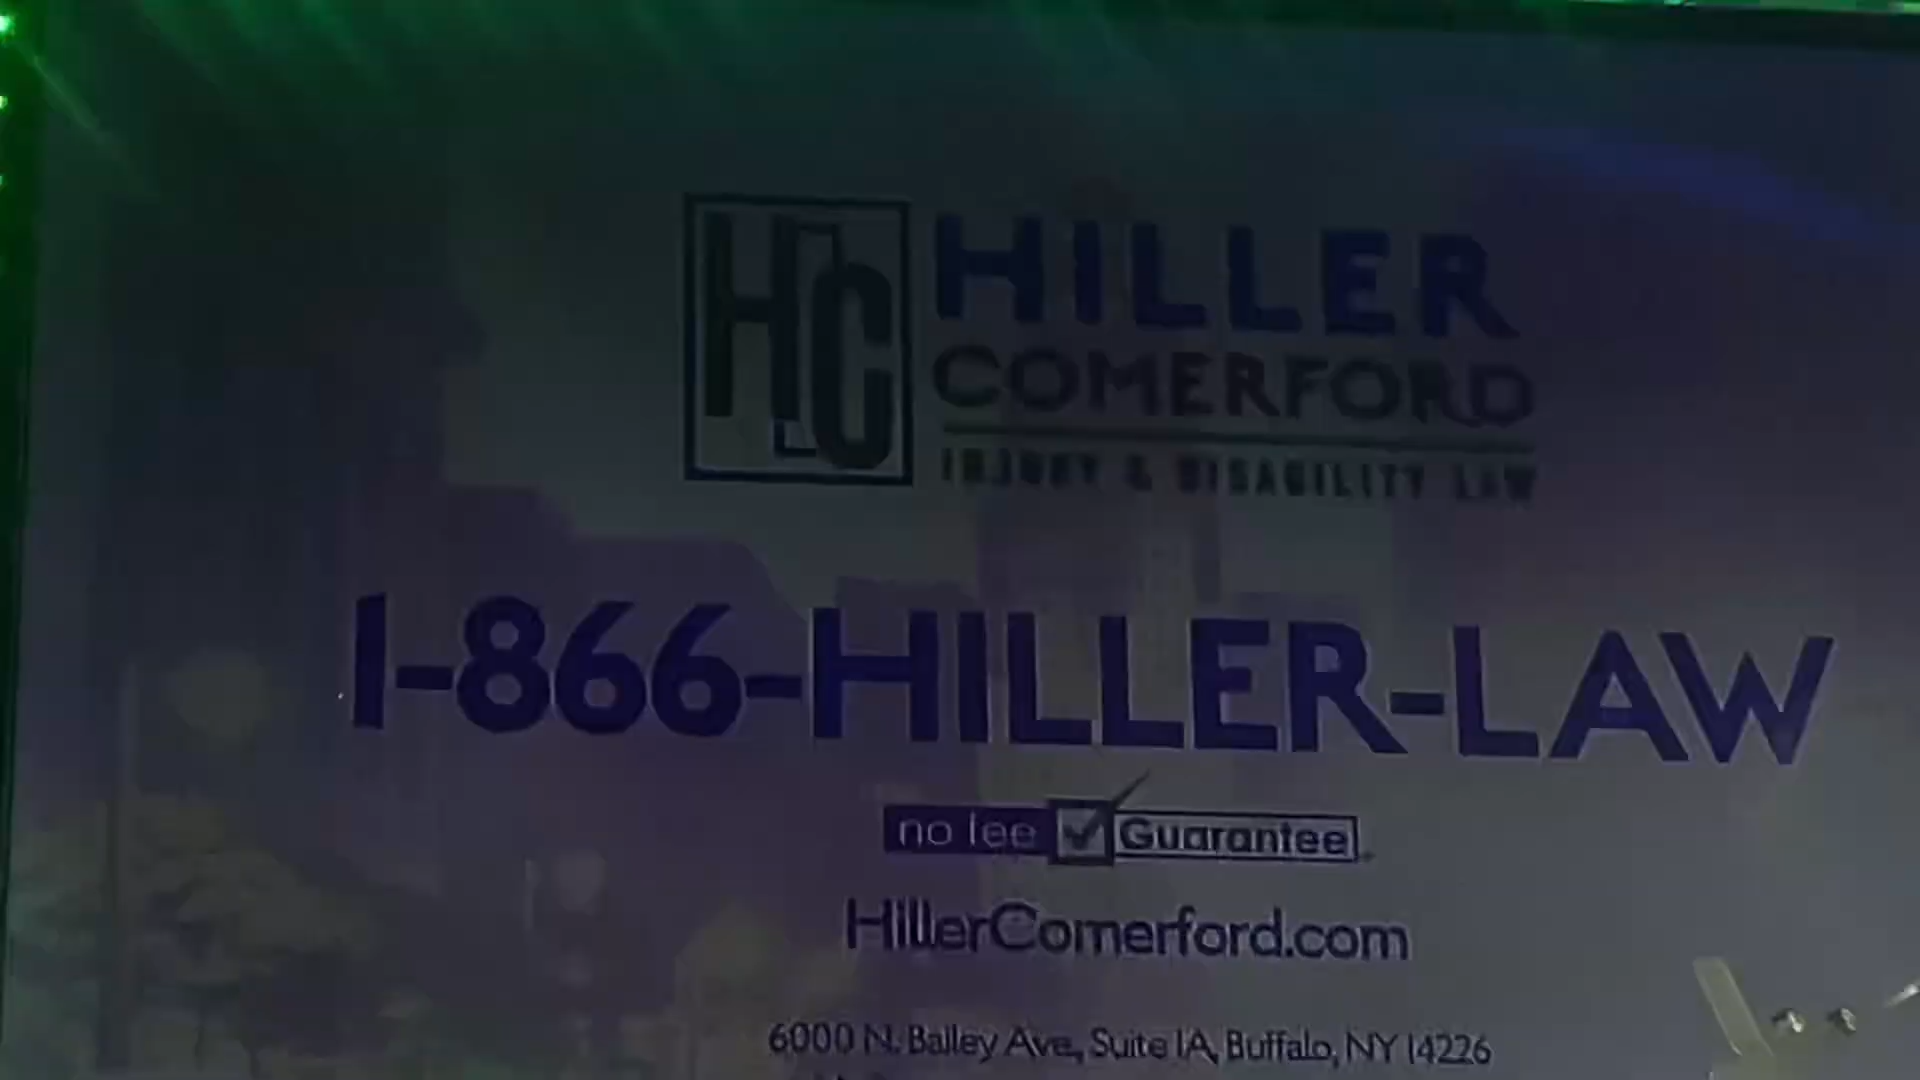 HC
HILLER
COMERFORD
INJURY & DISABILITY LAW
1-866-HILLER-LAW
no fee Guarantee
HillerComerford.com
6000 N. Bailey Ave., Suite 1A, Buffalo, NY 14226